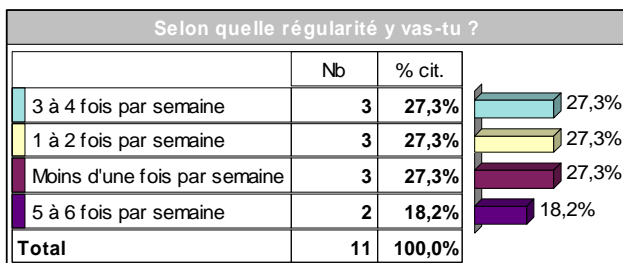 Selon quelle régularité y vas-tu ?
Nb % cit.
3 à 4 fois par semaine 3 27,3% 27,3%
1 à 2 fois par semaine 3 27,3% 27,3%
Moins d'une fois par semaine 3 27,3% 27,3%
5 à 6 fois par semaine 2 18,2% 18,2%
Total 11 100,0%